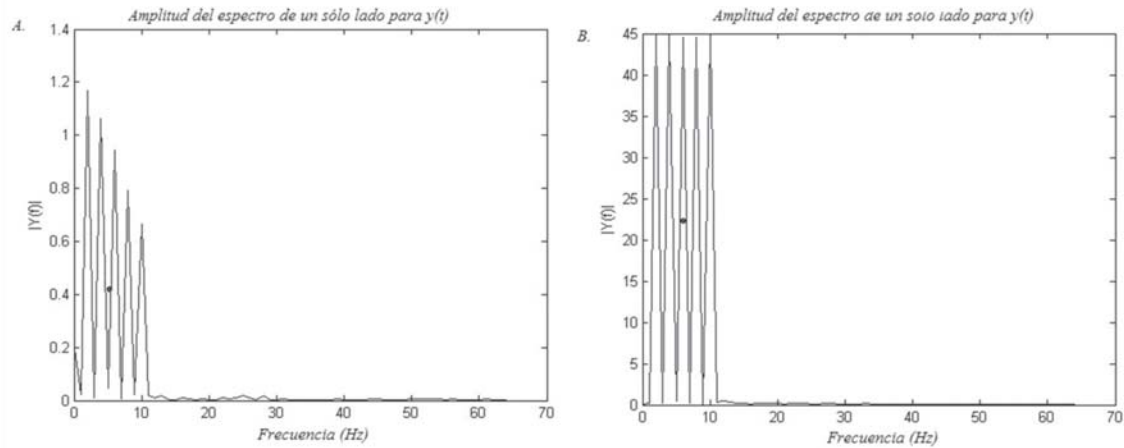 A.
Amplitud del espectro de un sólo lado para y(t)
1.4
1.2
1
0.8
0.6
0.4
0.2
0
|Y(f)|
0 10 20 30 40 50 60 70
Frecuencia (Hz)
B.
Amplitud del espectro de un sólo lado para y(t)
45
40
35
30
25
20
15
10
5
0
|Y(f)|
0 10 20 30 40 50 60 70
Frecuencia (Hz)